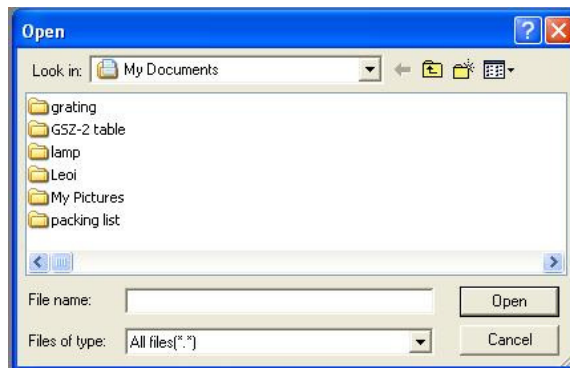 Open
Look in: My Documents
grating
GSZ-2 table
lamp
Leoi
My Pictures
packing list
File name: Open
Files of type: All files(*.*) Cancel